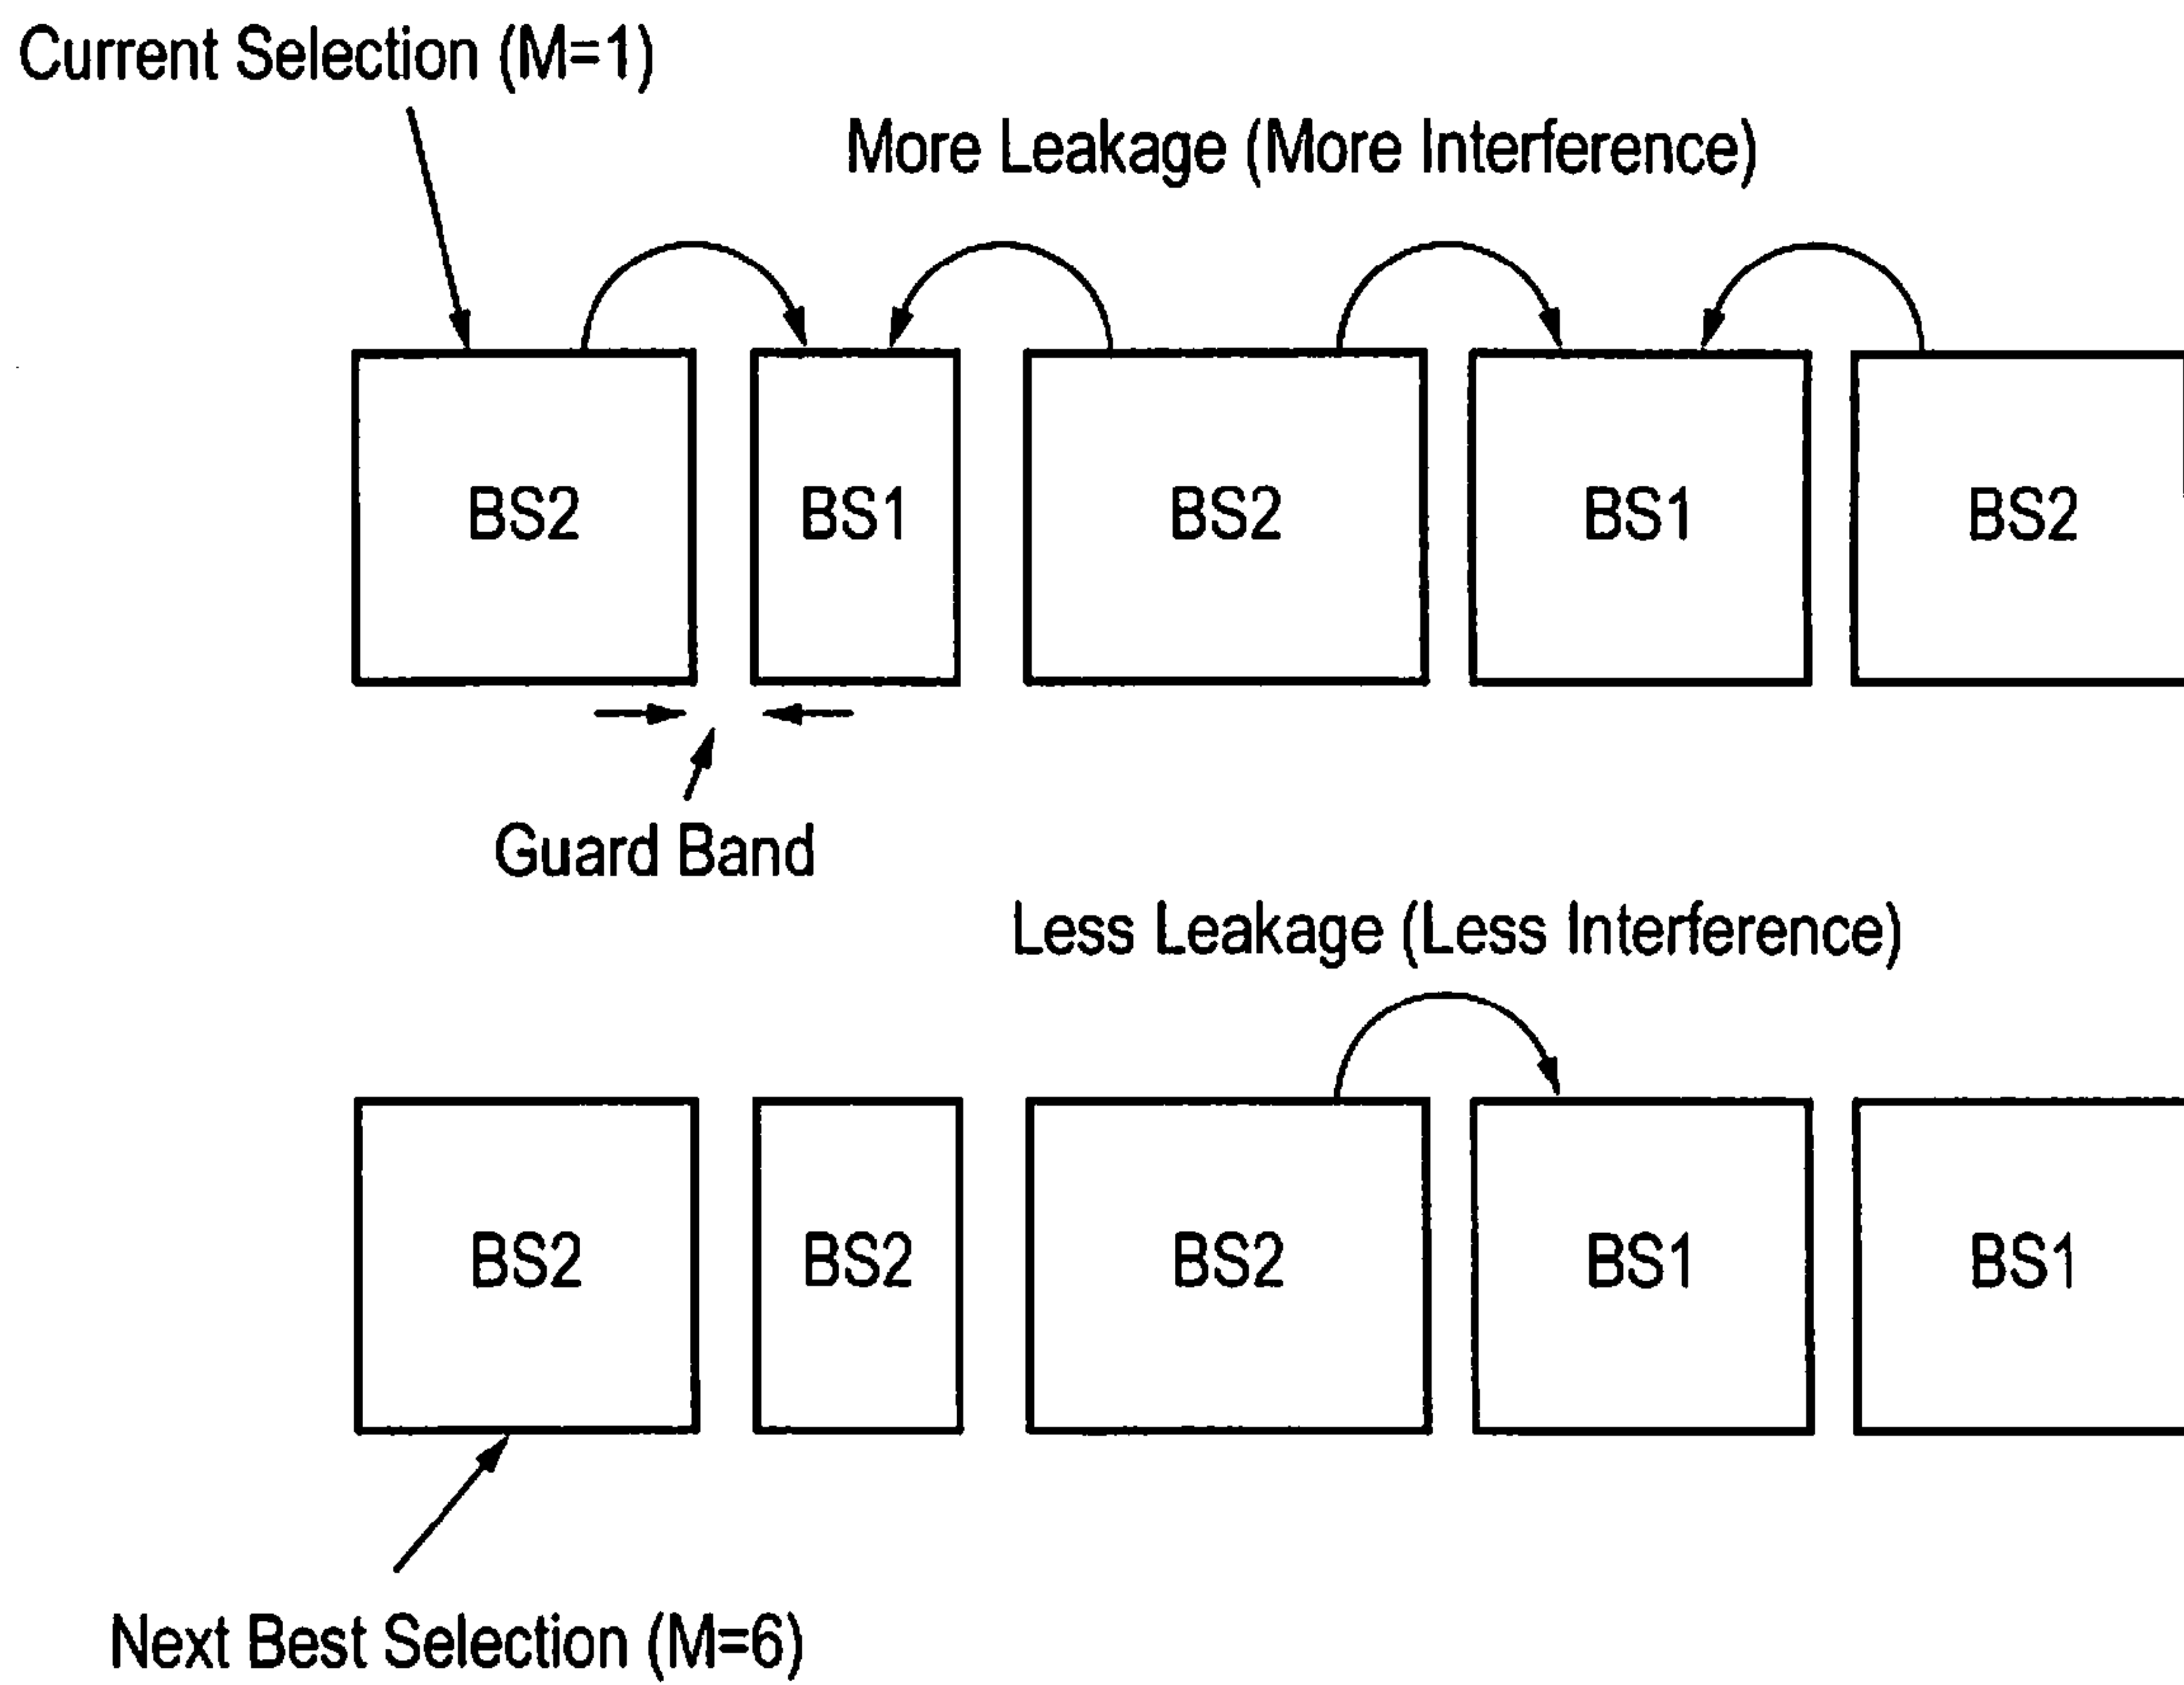 Current Selection (M=1)
More Leakage (More Interference)
BS2 BS1 BS2 BS1 BS2
Guard Band
Less Leakage (Less Interference)
BS2 BS2 BS2 BS1 BS1
Next Best Selection (M=6)